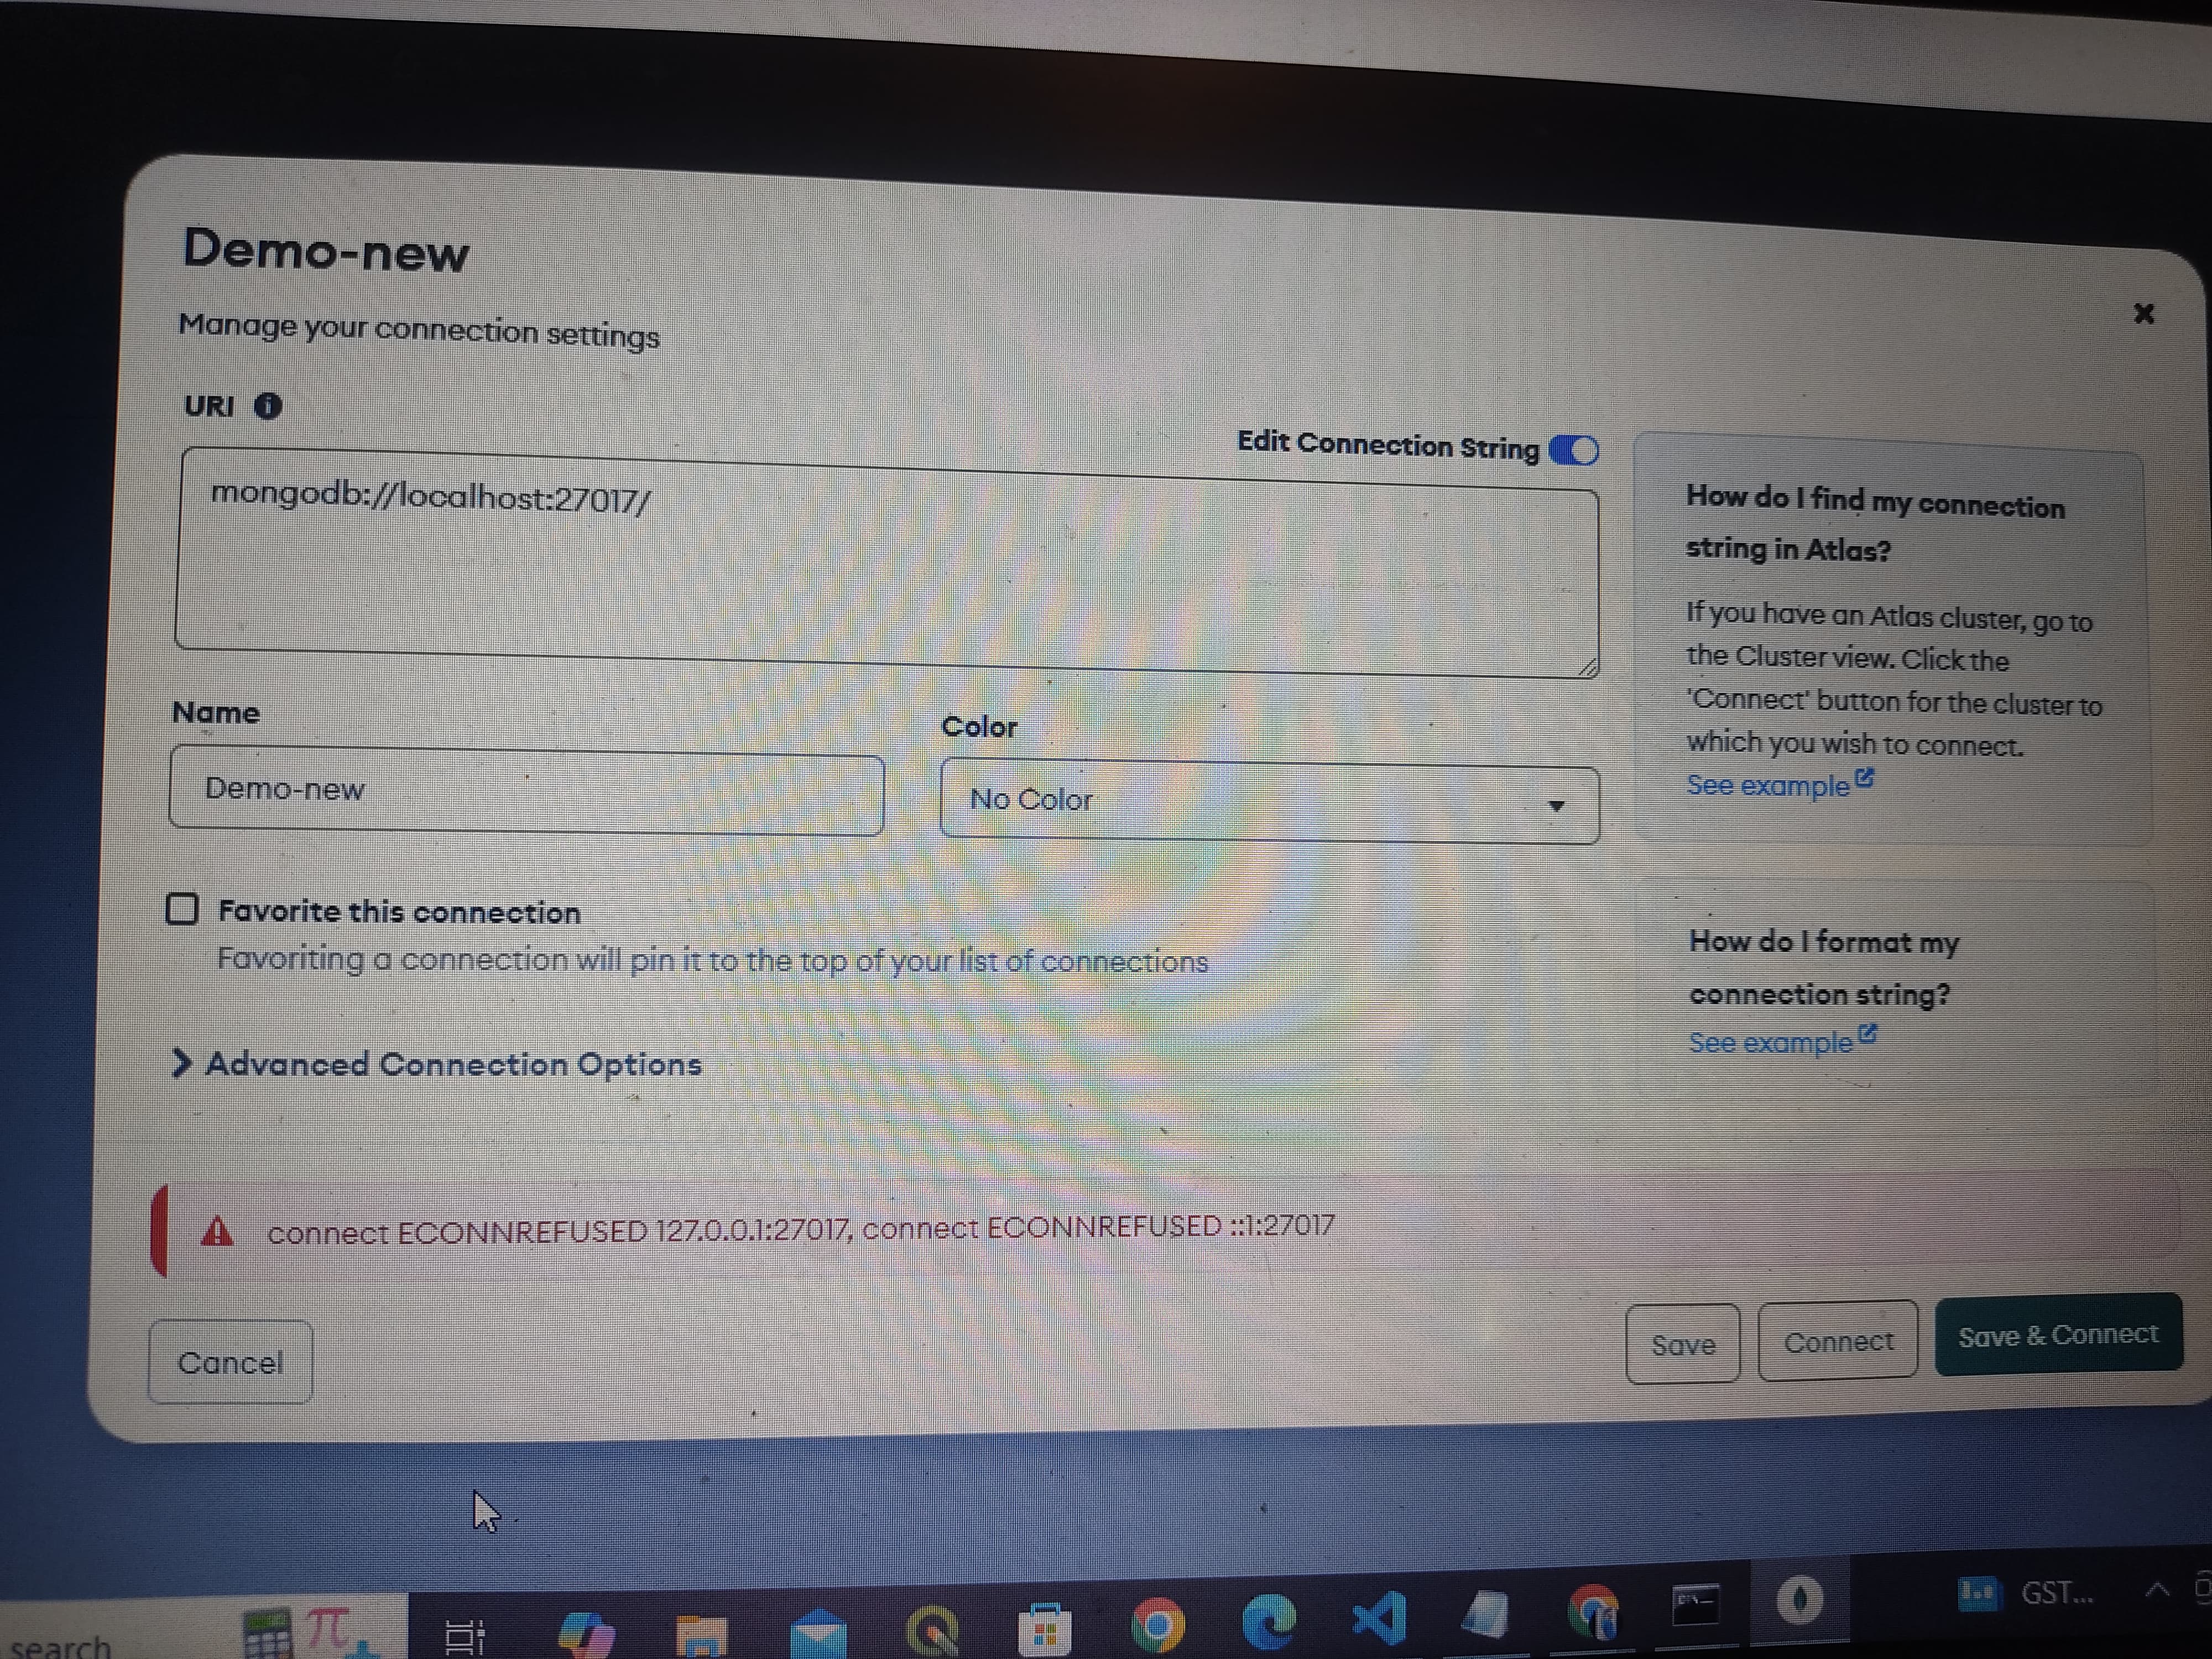 Demo-new
Manage your connection settings
URI
Edit Connection String
mongodb://localhost:27017/
Name
Color
Demo-new
No Color
Favorite this connection
Favoriting a connection will pin it to the top of your list of connections
Advanced Connection Options
How do I find my connection
string in Atlas?
If you have an Atlas cluster, go to
the Cluster view. Click the
'Connect' button for the cluster to
which you wish to connect.
See example
How do I format my
connection string?
See example
connect ECONNREFUSED 127.0.0.1:27017, connect ECONNREFUSED ::1:27017
Cancel
Save
Connect
Save & Connect
search
GST...